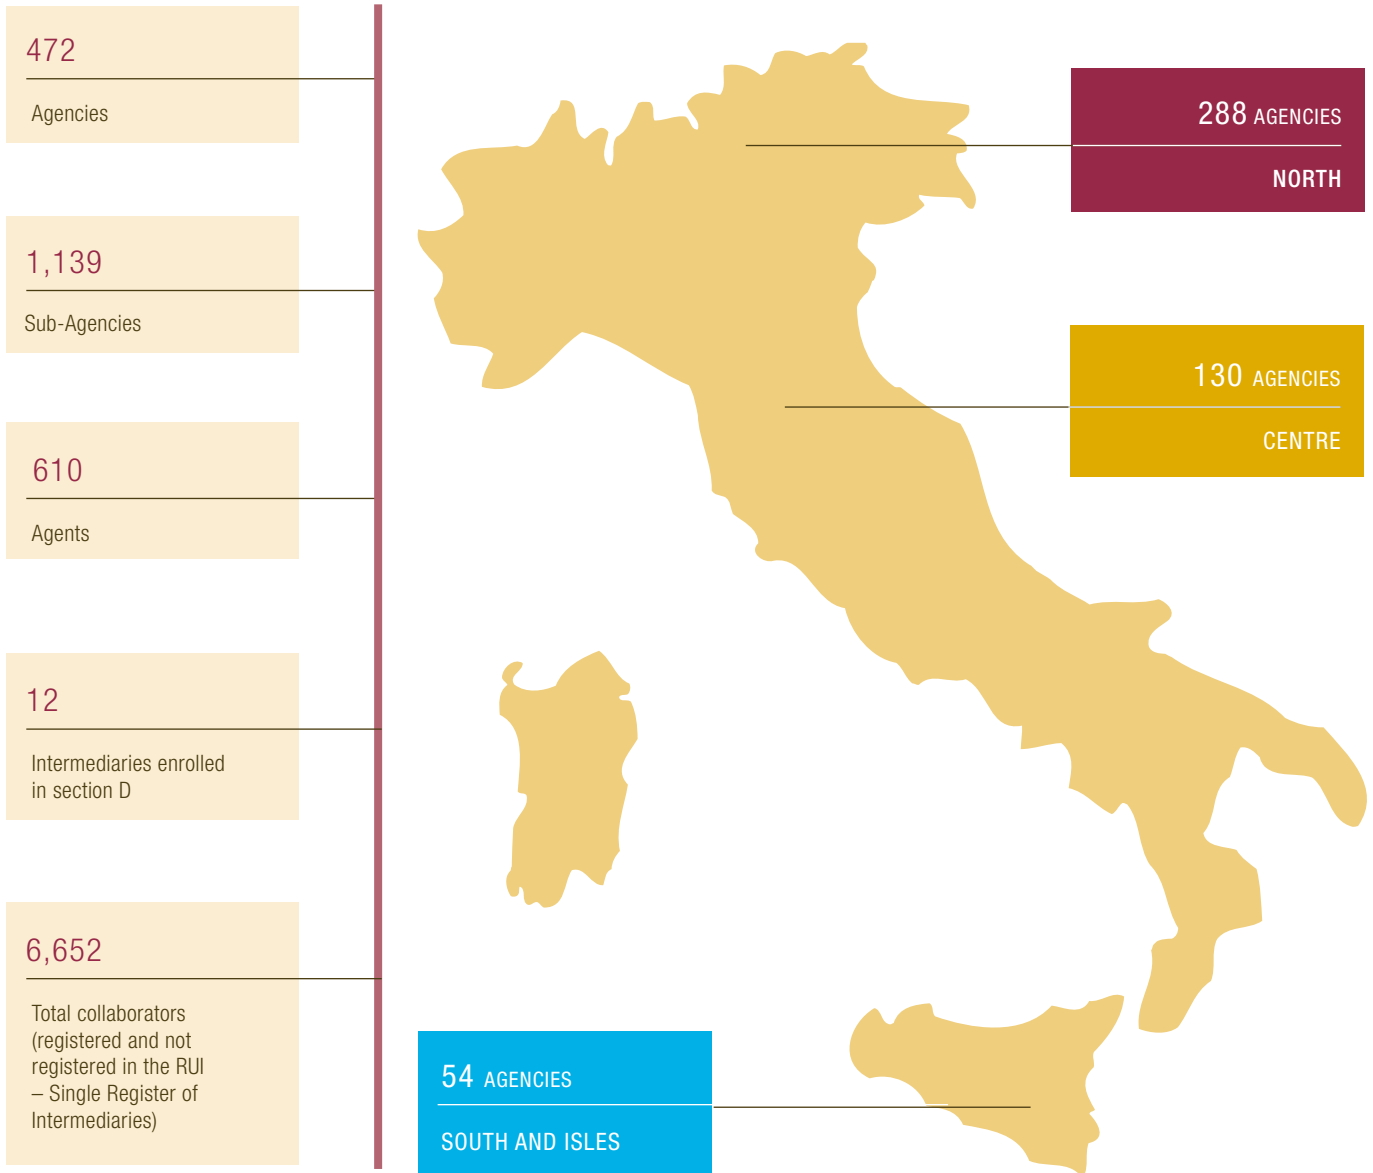 472
Agencies
1,139
Sub-Agencies
610
Agents
12
Intermediaries enrolled
in section D
6,652
Total collaborators
(registered and not
registered in the RUI
– Single Register of
Intermediaries)
288 AGENCIES
NORTH
130 AGENCIES
CENTRE
54 AGENCIES
SOUTH AND ISLES